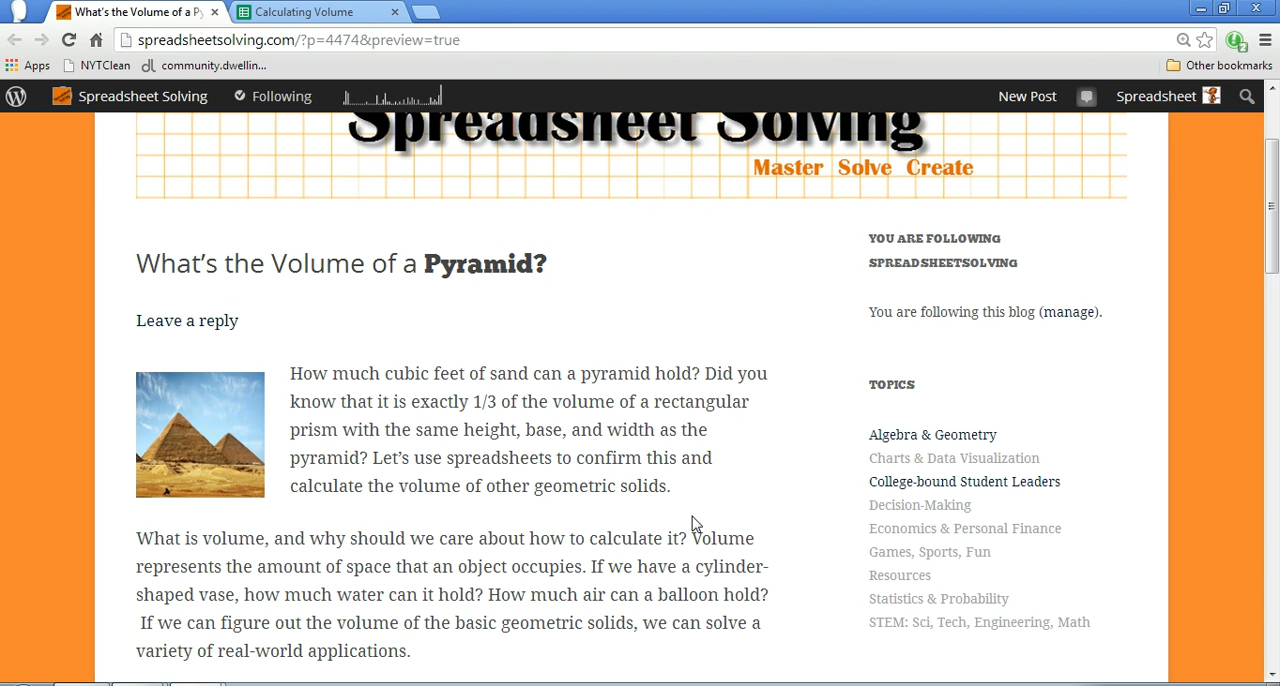 What's the Volume of a Py
Calculating Volume
spreadsheetsolving.com/?p=4474&preview=true
Apps
NYTClean
community.dwellin...
Other bookmarks
Spreadsheet Solving
Following
New Post
Spreadsheet
Spreadsheet Solving
Master Solve Create
What's the Volume of a Pyramid?
Leave a reply
How much cubic feet of sand can a pyramid hold? Did you
know that it is exactly 1/3 of the volume of a rectangular
prism with the same height, base, and width as the
pyramid? Let's use spreadsheets to confirm this and
calculate the volume of other geometric solids.
What is volume, and why should we care about how to calculate it? Volume
represents the amount of space that an object occupies. If we have a cylinder-
shaped vase, how much water can it hold? How much air can a balloon hold?
If we can figure out the volume of the basic geometric solids, we can solve a
variety of real-world applications.
YOU ARE FOLLOWING
SPREADSHEETSOLVING
You are following this blog (manage).
TOPICS
Algebra & Geometry
Charts & Data Visualization
College-bound Student Leaders
Decision-Making
Economics & Personal Finance
Games, Sports, Fun
Resources
Statistics & Probability
STEM: Sci, Tech, Engineering, Math